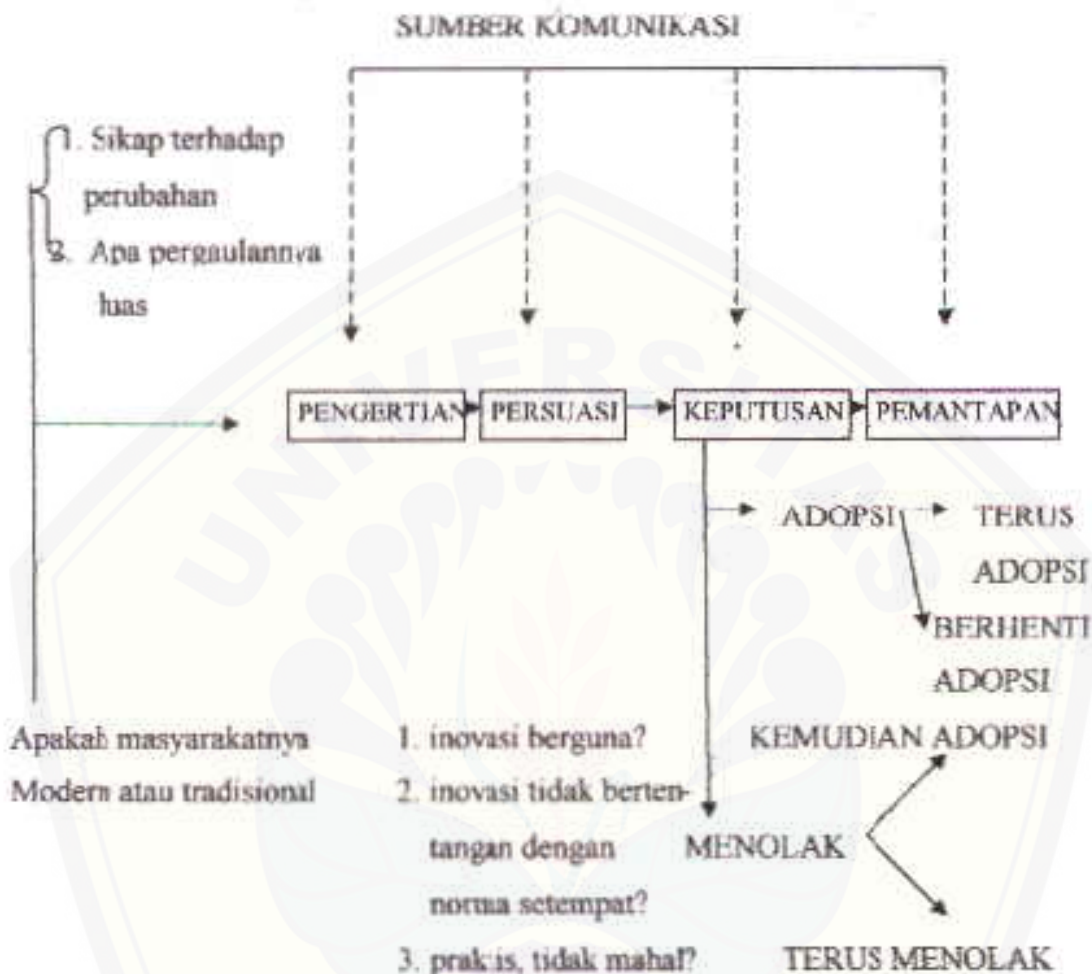 SUMBER KOMUNIKASI
1. Sikap terhadap
perubahan
2. Apa pergaulannya
luas
PENGERTIAN
PERSUASI
KEPUTUSAN
PEMANTAPAN
ADOPSI
TERUS
ADOPSI
BERHENTI
ADOPSI
Apakah masyarakatnya
Modern atau tradisional
1. inovasi berguna?
2. inovasi tidak berten-
tangan dengan
norma setempat?
3. praktis, tidak mahal?
KEMUDIAN ADOPSI
MENOLAK
TERUS MENOLAK
UNIVERSITAS